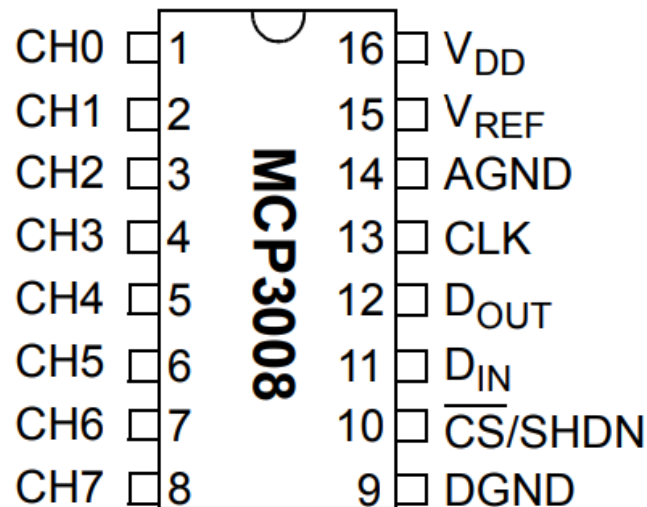 CH0 1 16 VDD
CH1 2 15 VREF
CH2 3 14 AGND
CH3 4 13 CLK
CH4 5 12 DOUT
CH5 6 11 DIN
CH6 7 10 CS/SHDN
CH7 8 9 DGND
MCP3008